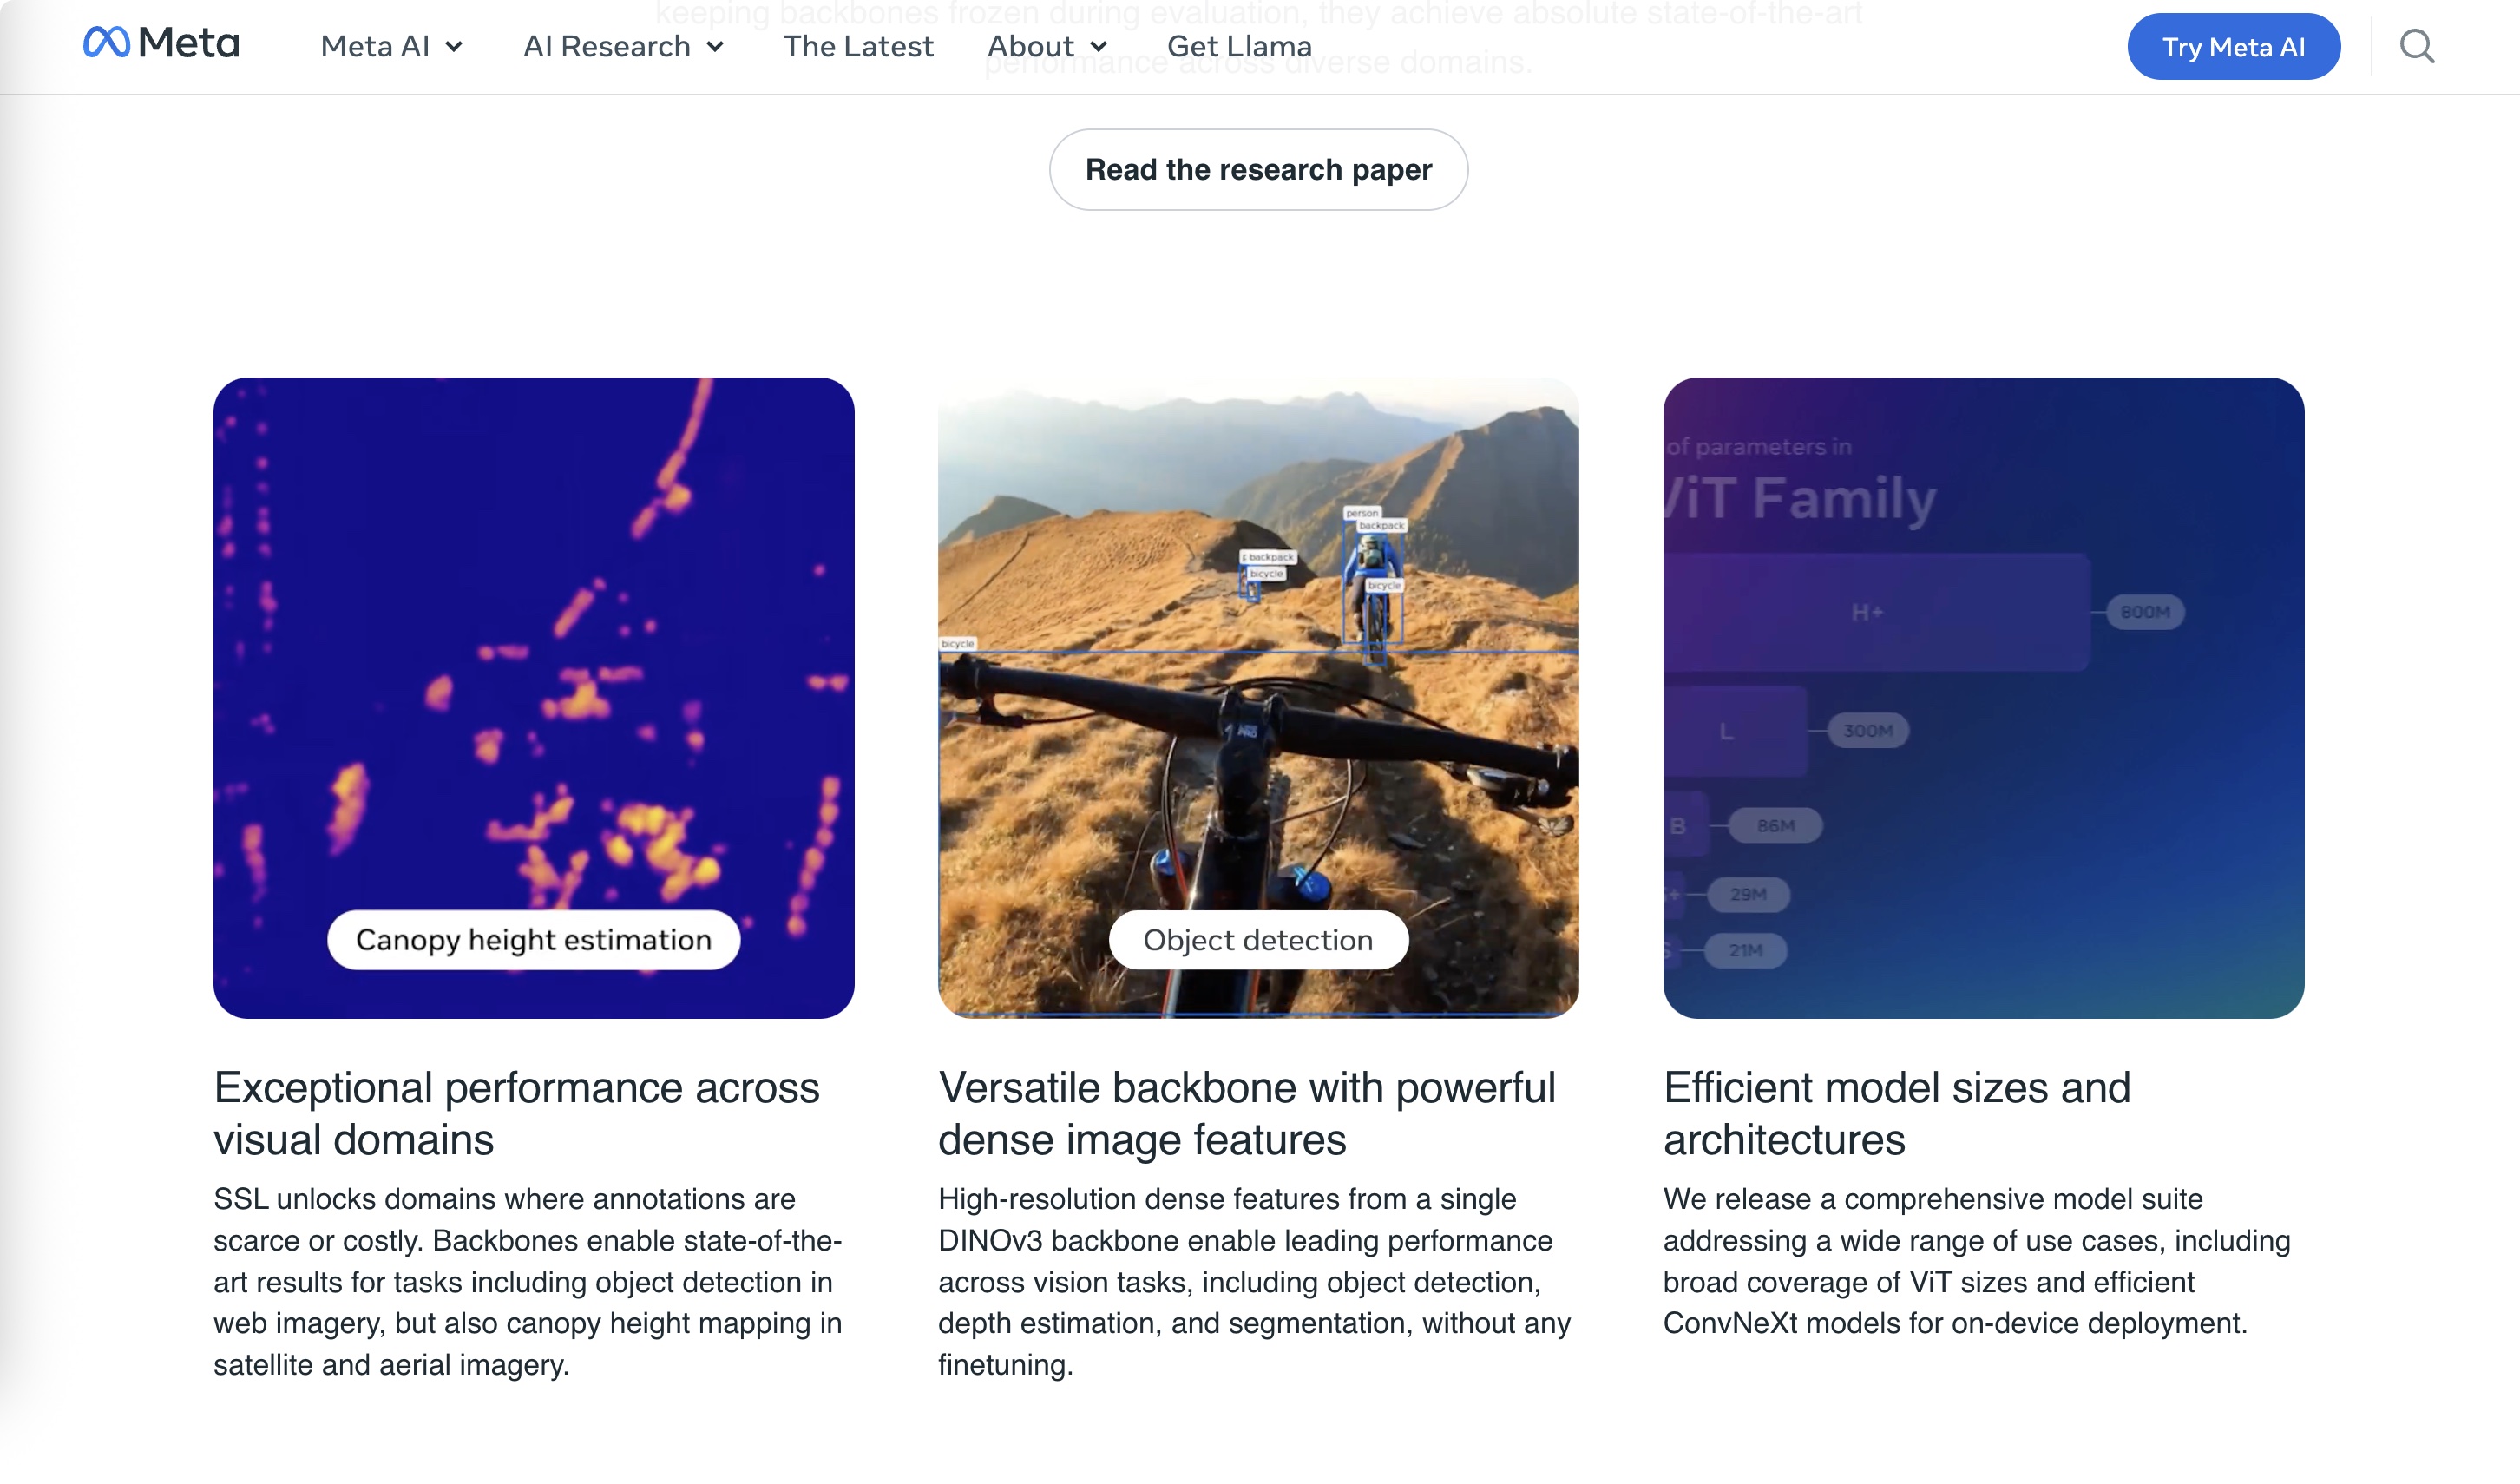 keeping backbones frozen during evaluation, they achieve absolute state-of-the-art
performance across diverse domains.
Meta
Meta AI
AI Research
The Latest
About
Get Llama
Try Meta AI
Read the research paper
Canopy height estimation
person
backpack
backpack
bicycle
bicycle
bicycle
PRO
Object detection
of parameters in
ViT Family
H+
800M
L
300M
B
86M
29M
S
21M
Exceptional performance across
visual domains
SSL unlocks domains where annotations are
scarce or costly. Backbones enable state-of-the-
art results for tasks including object detection in
web imagery, but also canopy height mapping in
satellite and aerial imagery.
Versatile backbone with powerful
dense image features
High-resolution dense features from a single
DINOv3 backbone enable leading performance
across vision tasks, including object detection,
depth estimation, and segmentation, without any
finetuning.
Efficient model sizes and
architectures
We release a comprehensive model suite
addressing a wide range of use cases, including
broad coverage of ViT sizes and efficient
ConvNeXt models for on-device deployment.